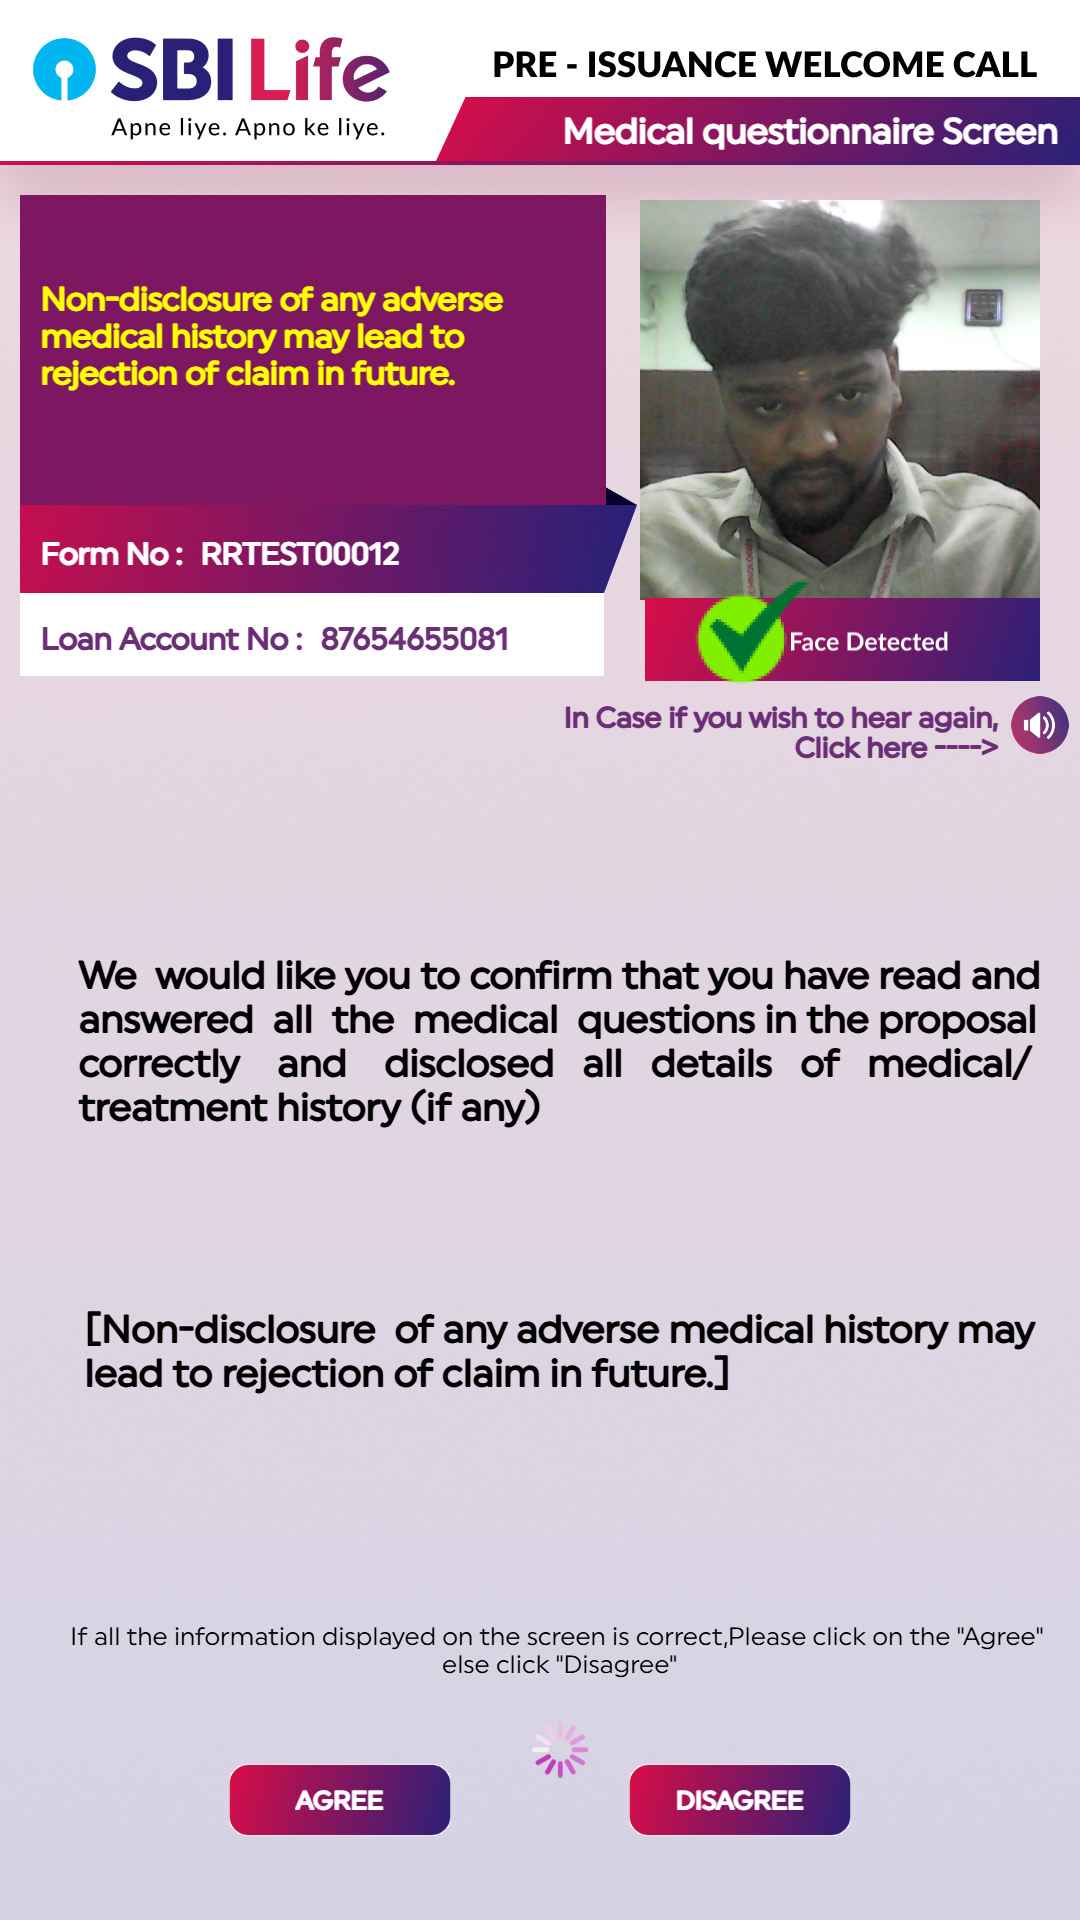 SBI Life
Apne liye. Apno ke liye.
PRE - ISSUANCE WELCOME CALL
Medical questionnaire Screen
Non-disclosure of any adverse
medical history may lead to
rejection of claim in future.
Form No : RRTEST00012
Loan Account No : 87654655081
Face Detected
In Case if you wish to hear again,
Click here ---->
We would like you to confirm that you have read and
answered all the medical questions in the proposal
correctly and disclosed all details of medical/
treatment history (if any)
[Non-disclosure of any adverse medical history may
lead to rejection of claim in future.]
If all the information displayed on the screen is correct,Please click on the "Agree"
else click "Disagree"
AGREE
DISAGREE